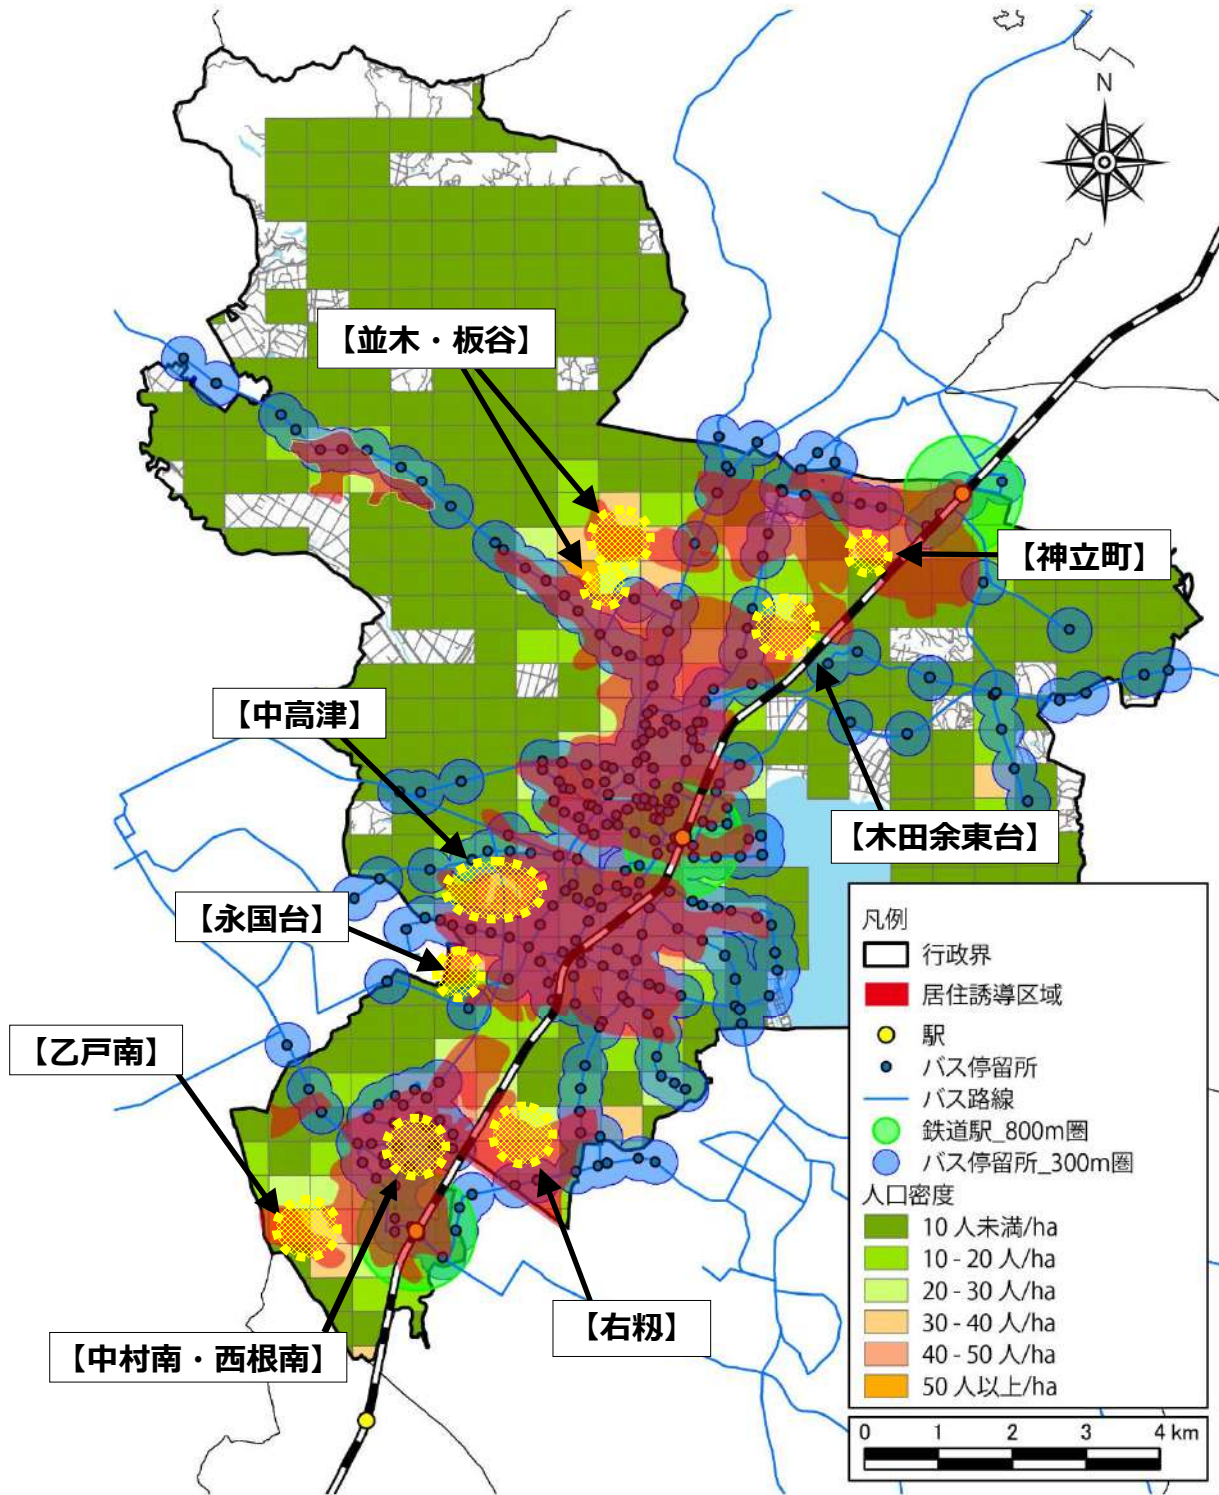 N
【並木・板谷】
【神立町】
【中高津】
【木田余東台】
【永国台】
【乙戸南】
【右籾】
【中村南・西根南】
凡例
行政界
居住誘導区域
駅
バス停留所
バス路線
鉄道駅_800m圏
バス停留所_300m圏
人口密度
10 人未満/ha
10 - 20 人/ha
20 - 30 人/ha
30 - 40 人/ha
40 - 50 人/ha
50 人以上/ha
0 1 2 3 4 km